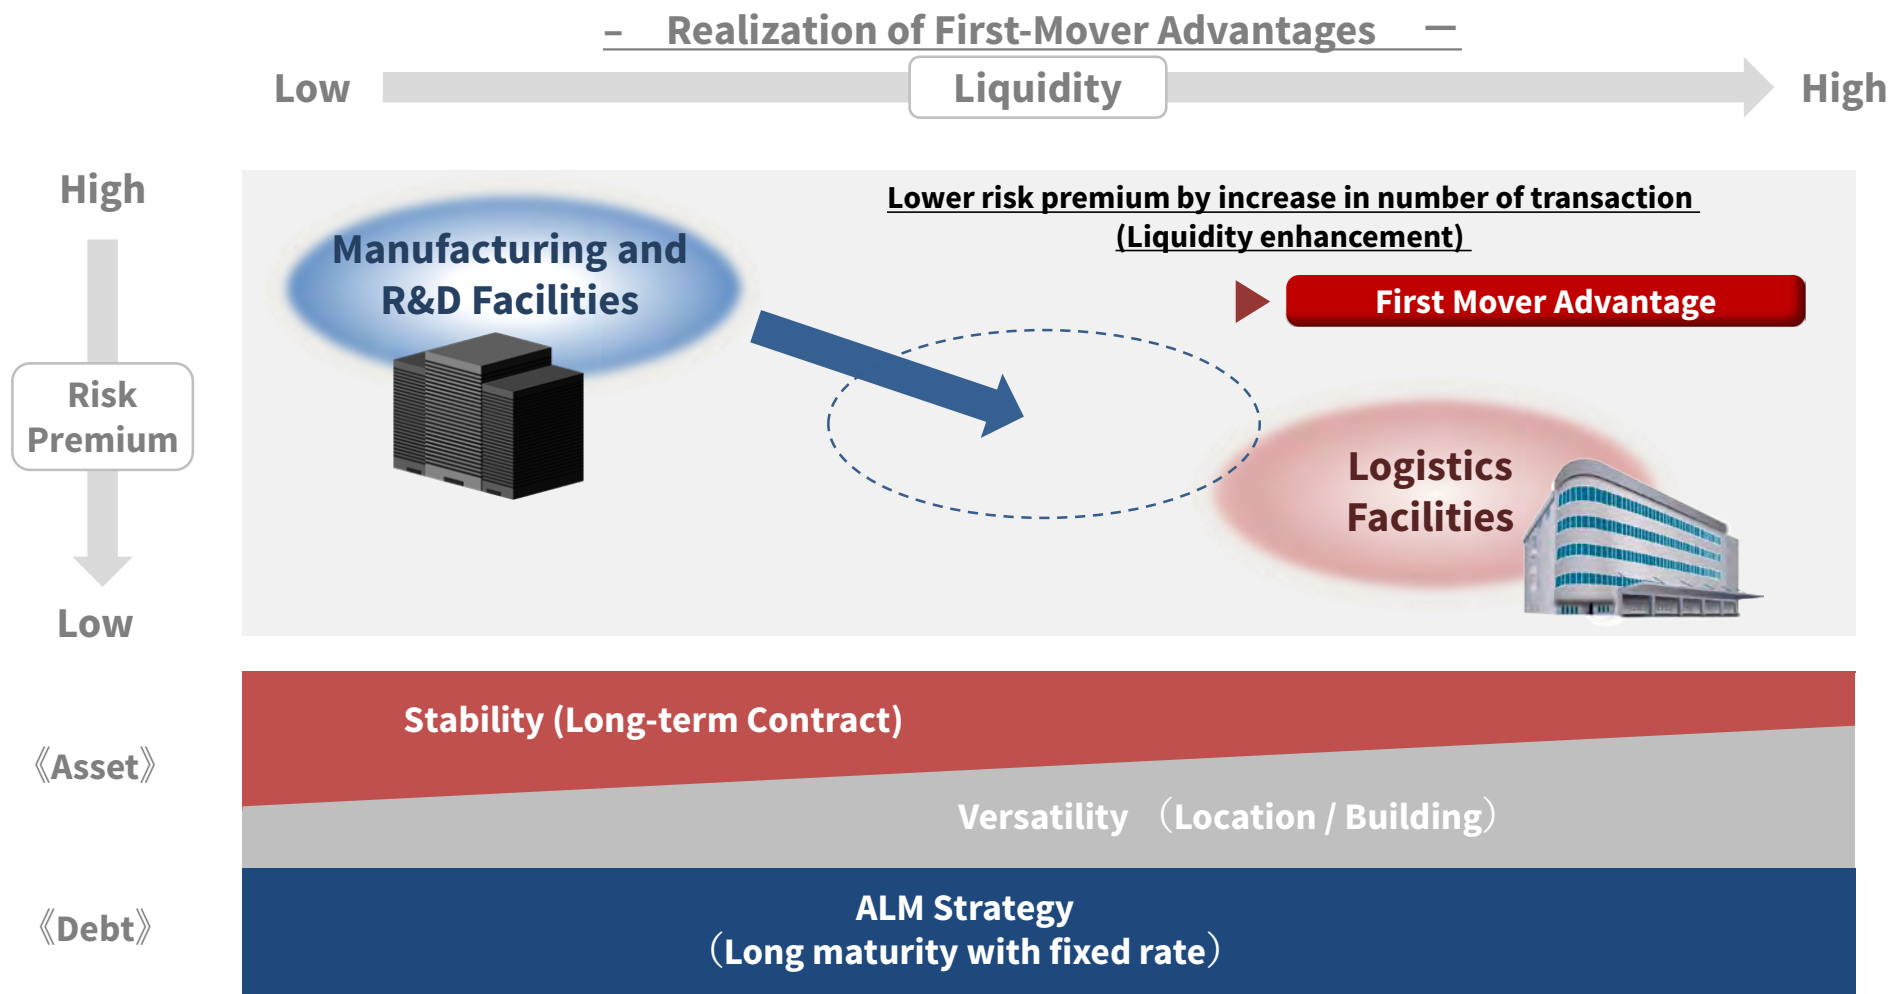 – Realization of First-Mover Advantages —
Low
Liquidity
High
High
Risk
Premium
Low
Lower risk premium by increase in number of transaction
(Liquidity enhancement)
First Mover Advantage
Manufacturing and
R&D Facilities
Logistics
Facilities
《Asset》
Stability (Long-term Contract)
Versatility （Location / Building）
《Debt》
ALM Strategy
（Long maturity with fixed rate）